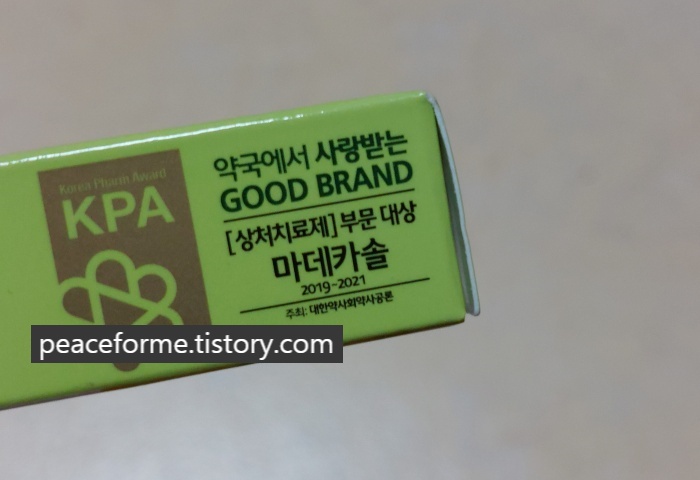 Korea Pharm Award
KPA
약국에서 사랑받는
GOOD BRAND
[상처치료제] 부문 대상
마데카솔
2019-2021
주최: 대한약사회약사공론
peaceforme.tistory.com